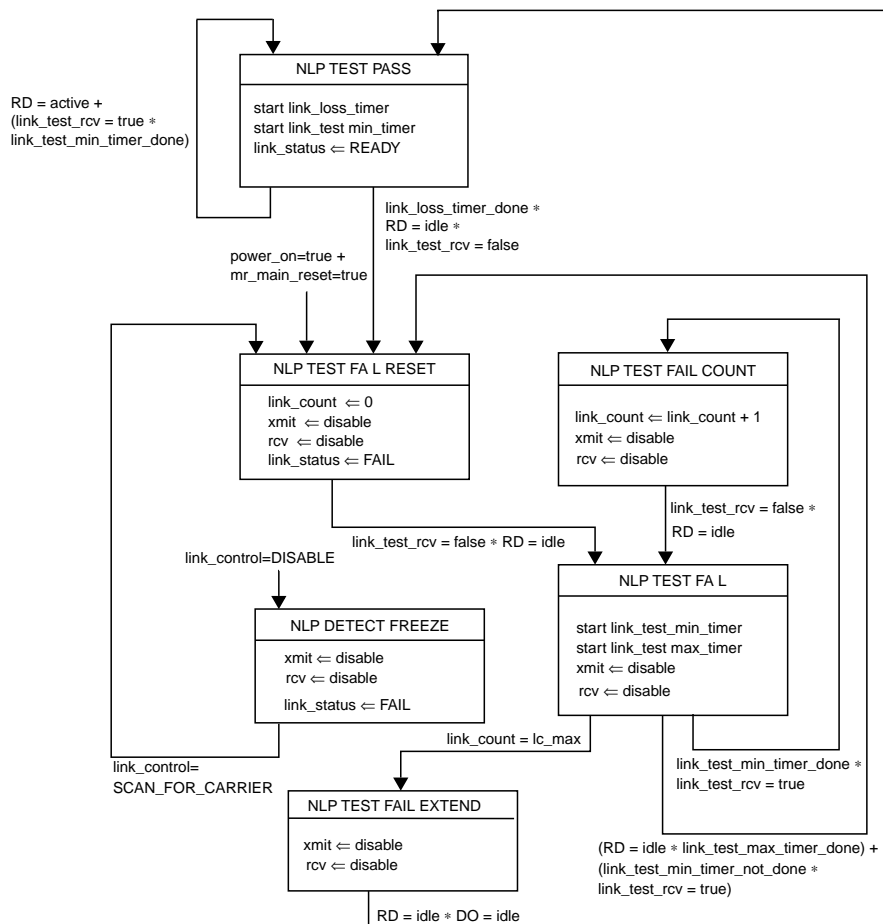 NLP TEST PASS
start link_loss_timer
start link_test min_timer
link_status ⇐ READY
RD = active +
(link_test_rcv = true *
link_test_min_timer_done)
link_loss_timer_done *
RD = idle *
link_test_rcv = false
power_on=true +
mr_main_reset=true
NLP TEST FA L RESET
link_count ⇐ 0
xmit ⇐ disable
rcv ⇐ disable
link_status ⇐ FAIL
NLP TEST FAIL COUNT
link_count ⇐ link_count + 1
xmit ⇐ disable
rcv ⇐ disable
link_test_rcv = false *
RD = idle
link_test_rcv = false * RD = idle
link_control=DISABLE
NLP TEST FA L
start link_test_min_timer
start link_test max_timer
xmit ⇐ disable
rcv ⇐ disable
NLP DETECT FREEZE
xmit ⇐ disable
rcv ⇐ disable
link_status ⇐ FAIL
link_count = lc_max
link_control=
SCAN_FOR_CARRIER
link_test_min_timer_done *
link_test_rcv = true
NLP TEST FAIL EXTEND
xmit ⇐ disable
rcv ⇐ disable
(RD = idle * link_test_max_timer_done) +
(link_test_min_timer_not_done *
link_test_rcv = true)
RD = idle * DO = idle